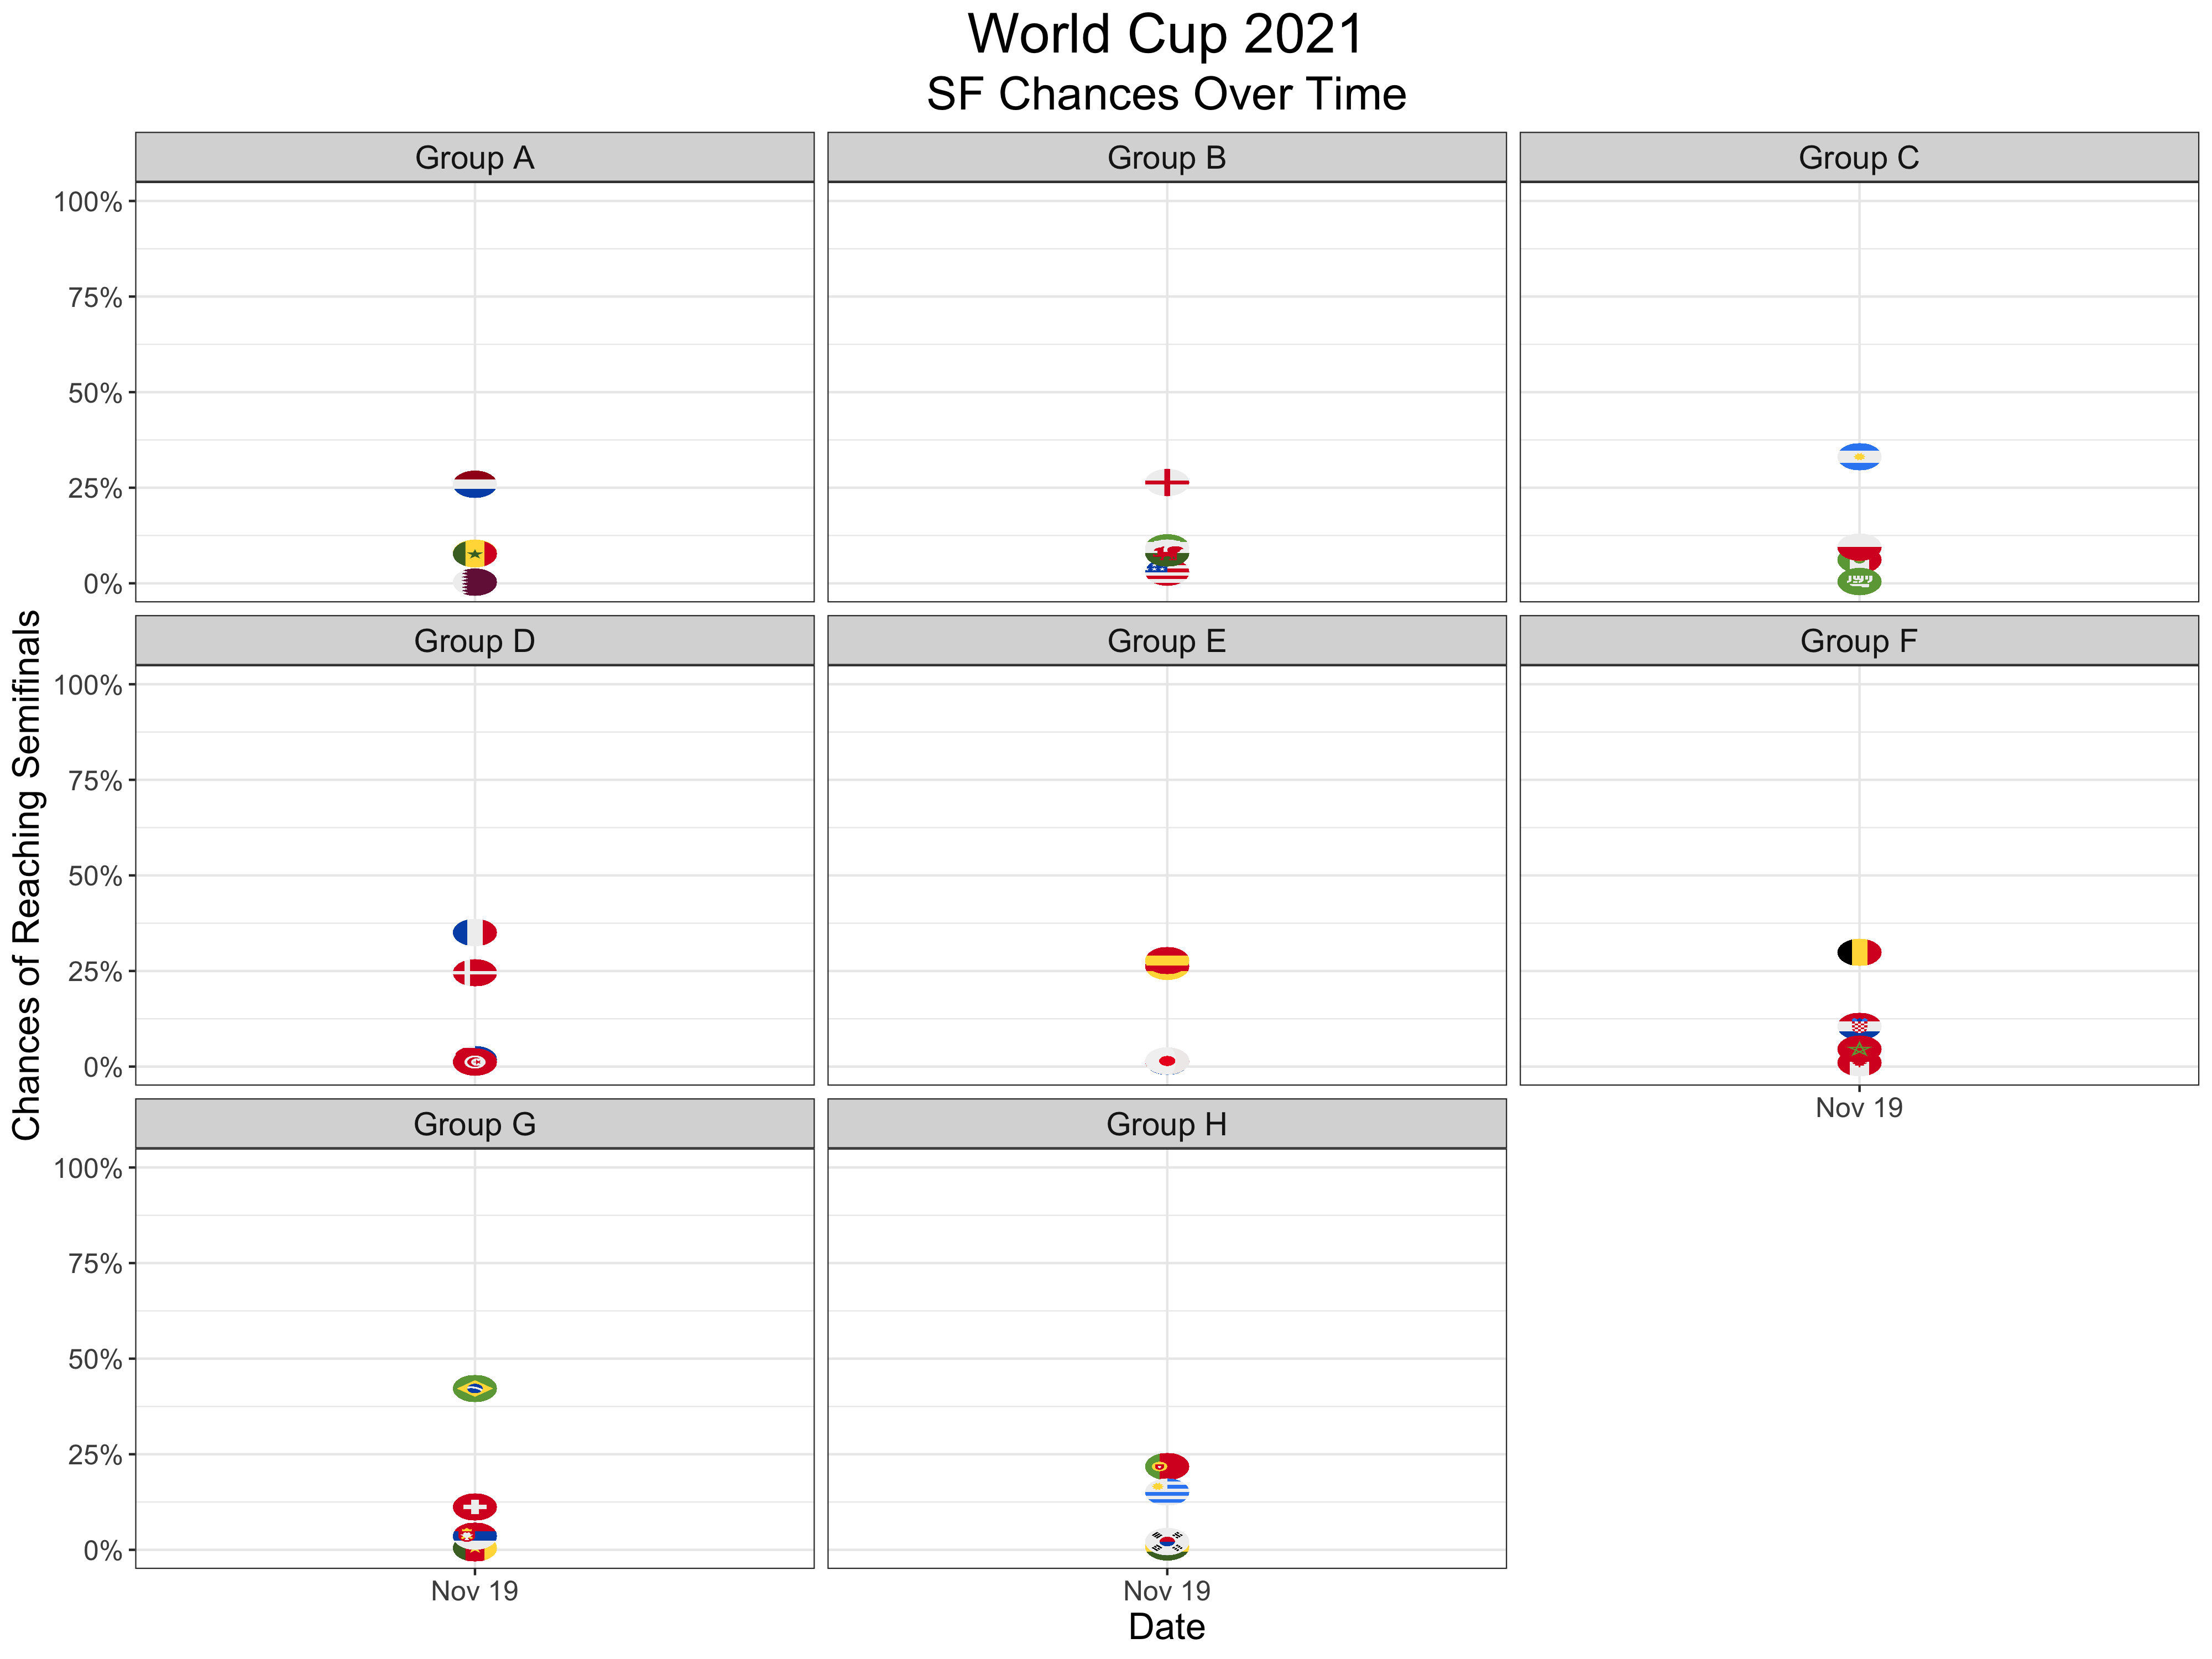 World Cup 2021
SF Chances Over Time
Group A
Group B
Group C
100%
75%
50%
25%
0%
Group D
Group E
Group F
100%
75%
50%
25%
0%
Nov 19
Group G
Group H
100%
75%
50%
25%
0%
Nov 19
Nov 19
Date
Chances of Reaching Semifinals